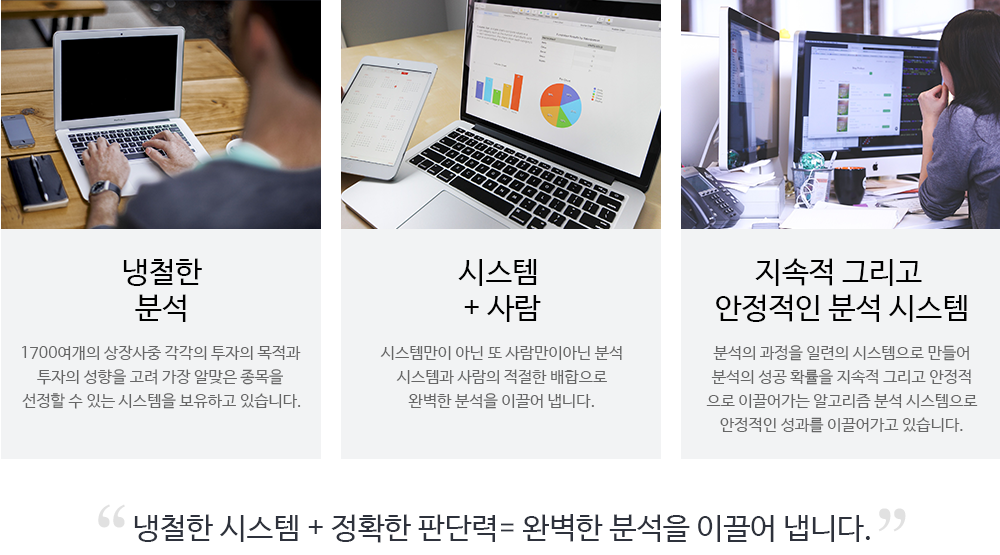 냉철한
분석
1700여개의 상장사중 각각의 투자의 목적과
투자의 성향을 고려 가장 알맞은 종목을
선정할 수 있는 시스템을 보유하고 있습니다.
시스템
+ 사람
시스템만이 아닌 또 사람만이아닌 분석
시스템과 사람의 적절한 배합으로
완벽한 분석을 이끌어 냅니다.
지속적 그리고
안정적인 분석 시스템
분석의 과정을 일련의 시스템으로 만들어
분석의 성공 확률을 지속적 그리고 안정적
으로 이끌어가는 알고리즘 분석 시스템으로
안정적인 성과를 이끌어가고 있습니다.
“ 냉철한 시스템 + 정확한 판단력= 완벽한 분석을 이끌어 냅니다. ”